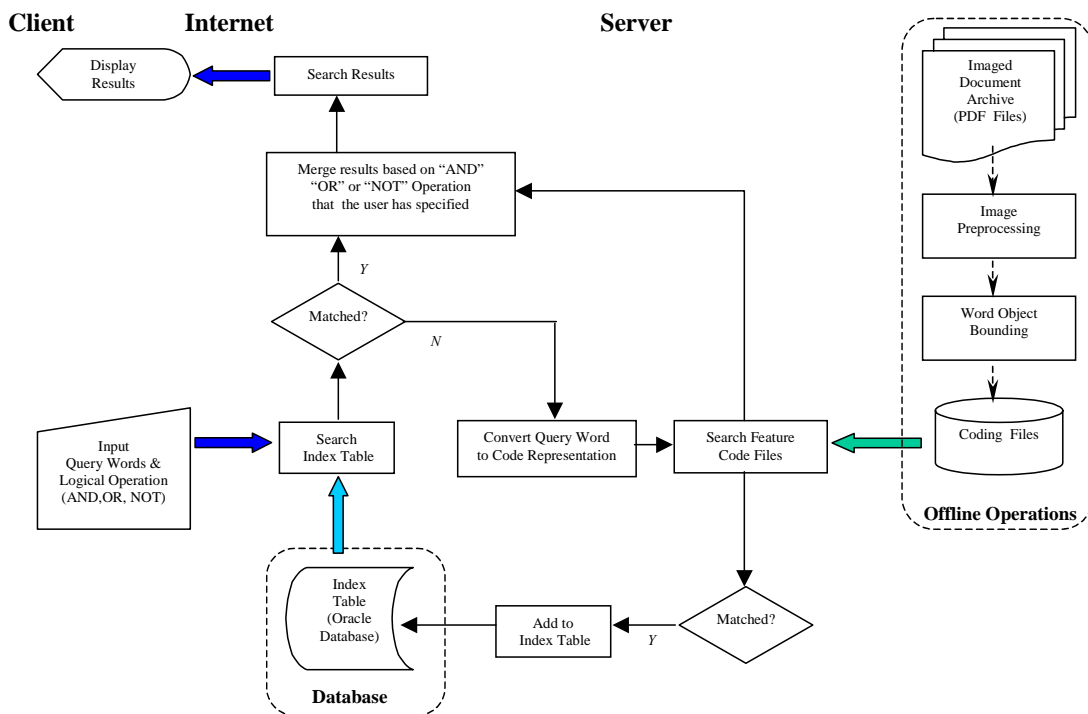 Client
Internet
Server
Display
Results
Search Results
Imaged
Document
Archive
(PDF Files)
Merge results based on “AND”
“OR” or “NOT” Operation
that the user has specified
Image
Preprocessing
Y
Matched?
N
Word Object
Bounding
Input
Query Words &
Logical Operation
(AND,OR, NOT)
Search
Index Table
Convert Query Word
to Code Representation
Search Feature
Code Files
Coding Files
Offline Operations
Index
Table
(Oracle
Database)
Add to
Index Table
Y
Matched?
Database